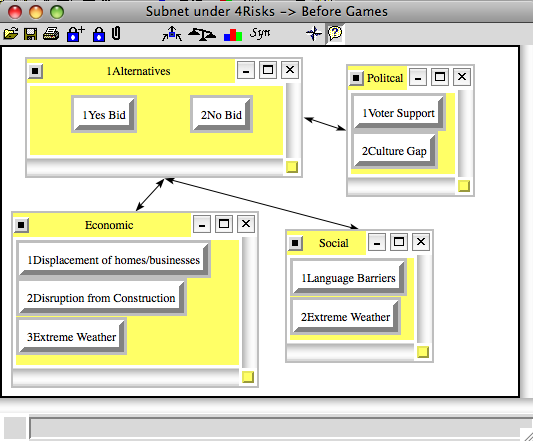 Subnet under 4Risks -> Before Games
Syn
1Alternatives
1Yes Bid
2No Bid
Politcal
1Voter Support
2Culture Gap
Economic
1Displacement of homes/businesses
2Disruption from Construction
3Extreme Weather
Social
1Language Barriers
2Extreme Weather